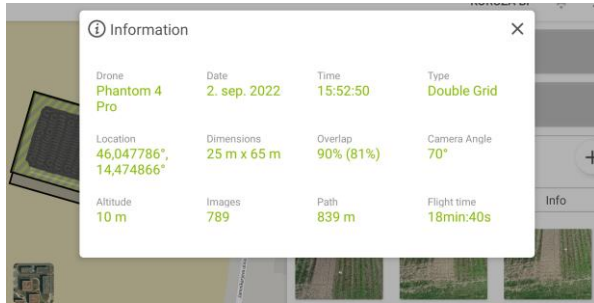 Information
Drone Date Time Type
Phantom 4 Pro 2. sep. 2022 15:52:50 Double Grid
Location Dimensions Overlap Camera Angle
46,047786°, 14,474866° 25 m x 65 m 90% (81%) 70°
Altitude Images Path Flight time
10 m 789 839 m 18min:40s
Info